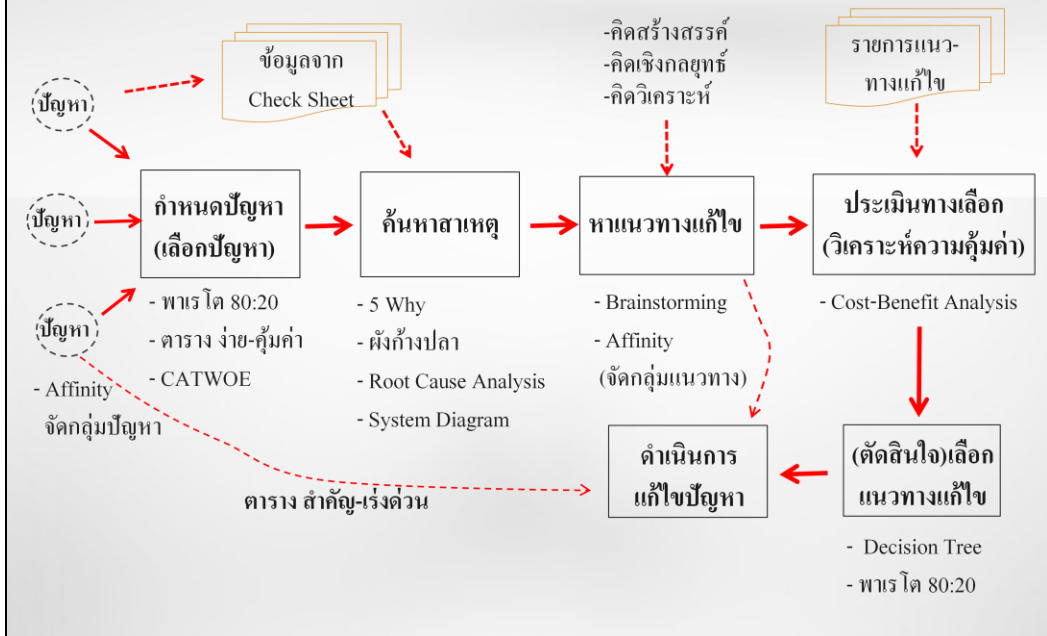 ข้อมูลจาก
Check Sheet
-คิดสร้างสรรค์
-คิดเชิงกลยุทธ์
-คิดวิเคราะห์
รายการแนว-
ทางแก้ไข
ปัญหา
ปัญหา
ปัญหา
- Affinity
จัดกลุ่มปัญหา
กำหนดปัญหา
(เลือกปัญหา)
- พาเรโต 80:20
- ตาราง ง่าย-คุ้มค่า
- CATWOE
ค้นหาสาเหตุ
- 5 Why
- ผังก้างปลา
- Root Cause Analysis
- System Diagram
หาแนวทางแก้ไข
- Brainstorming
- Affinity
(จัดกลุ่มแนวทาง)
ประเมินทางเลือก
(วิเคราะห์ความคุ้มค่า)
- Cost-Benefit Analysis
ตาราง สำคัญ-เร่งด่วน
ดำเนินการ
แก้ไขปัญหา
(ตัดสินใจ)เลือก
แนวทางแก้ไข
- Decision Tree
- พาเรโต 80:20